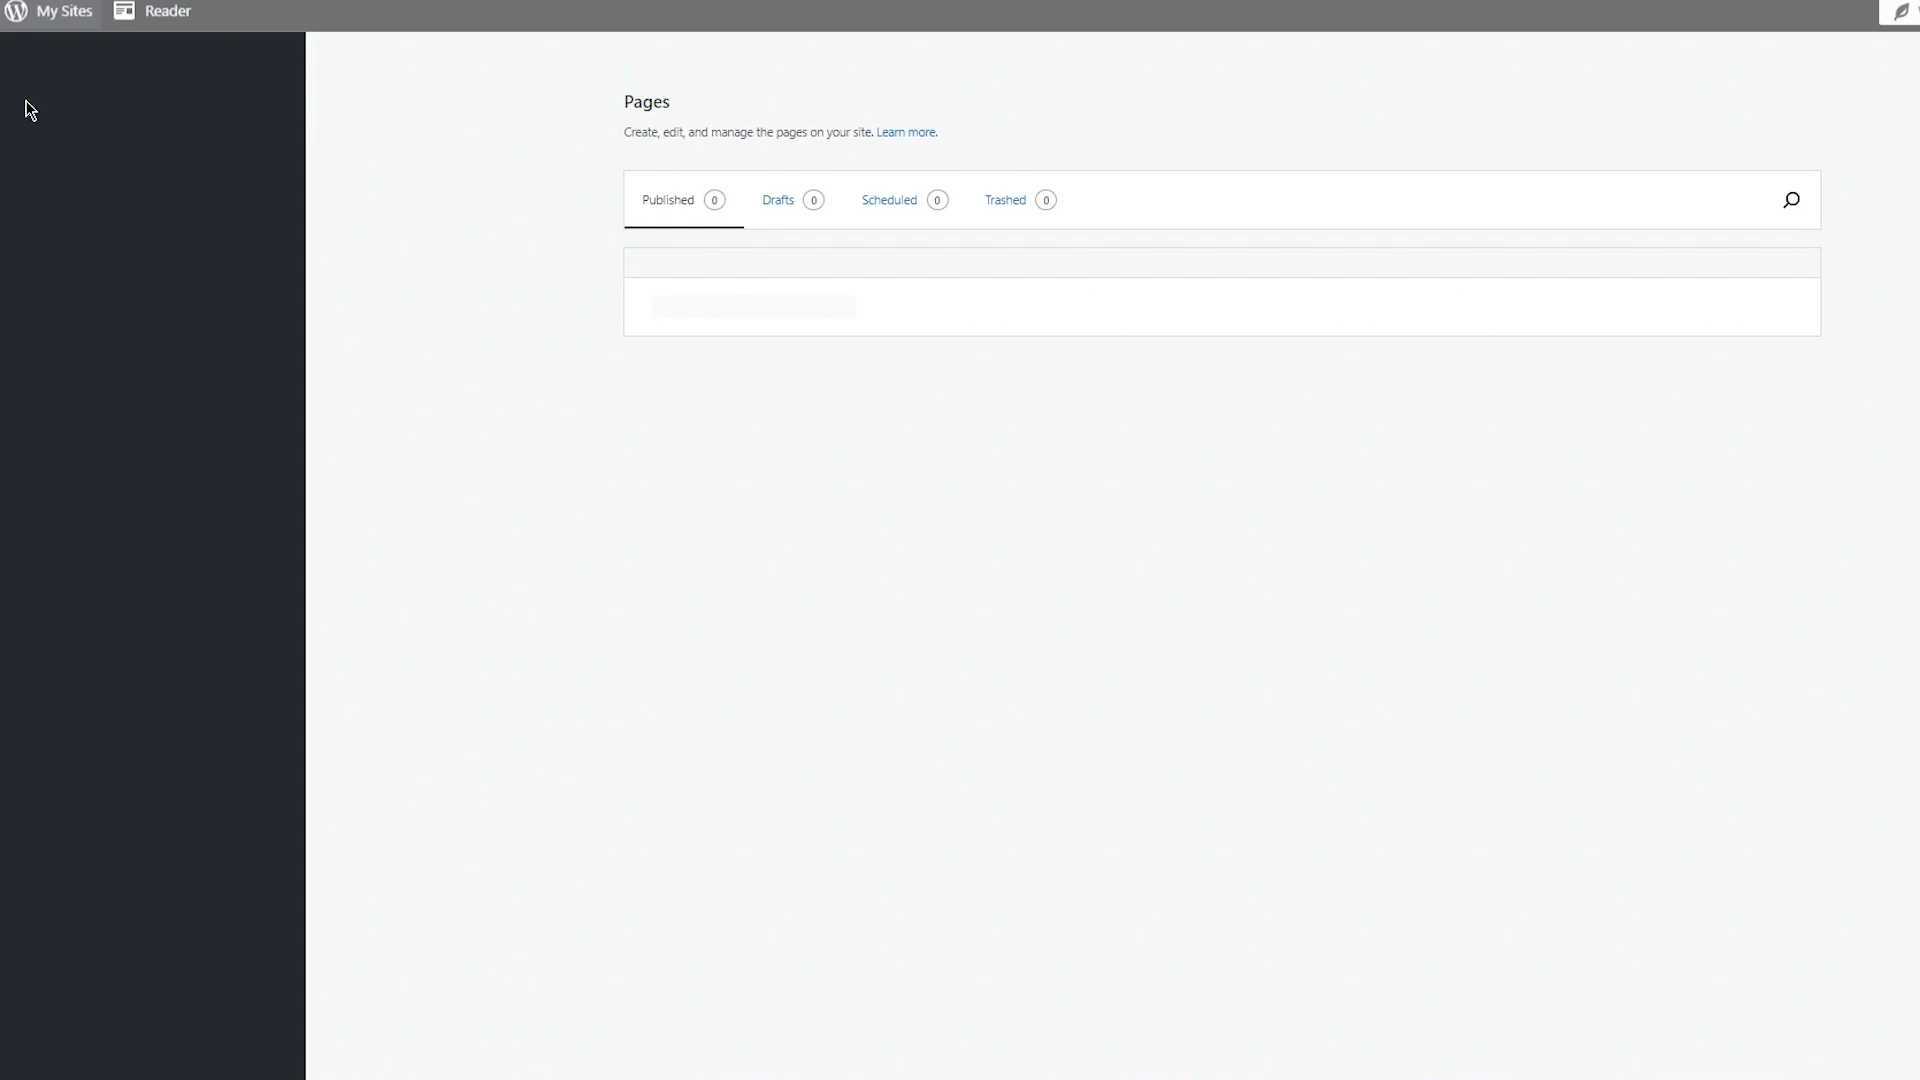 My Sites Reader
Pages
Create, edit, and manage the pages on your site. Learn more.
Published 0 Drafts 0 Scheduled 0 Trashed 0